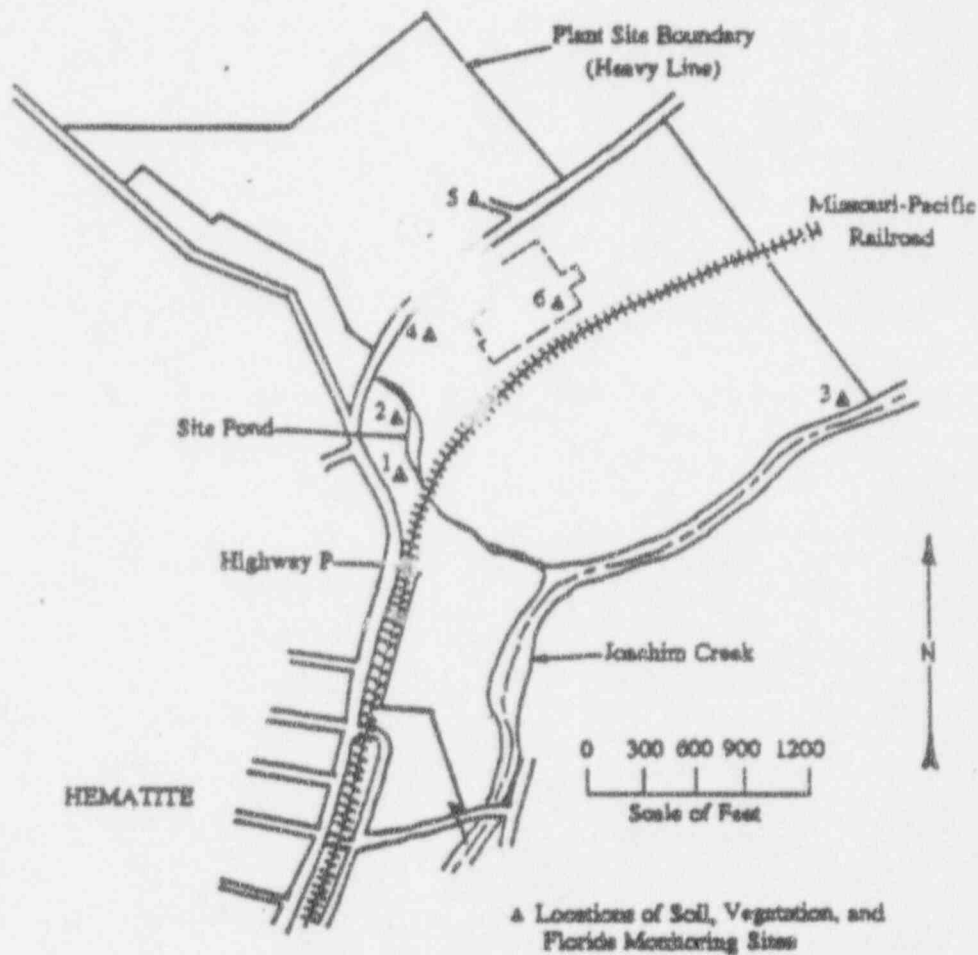 Plant Site Boundary
(Heavy Line)
5
Missouri-Pacific
Railroad
6
4
3
2
Site Pond
1
Highway P
Joachim Creek
N
0 300 600 900 1200
Scale of Feet
HEMATITE
Locations of Soil, Vegetation, and
Floride Monitoring Sites